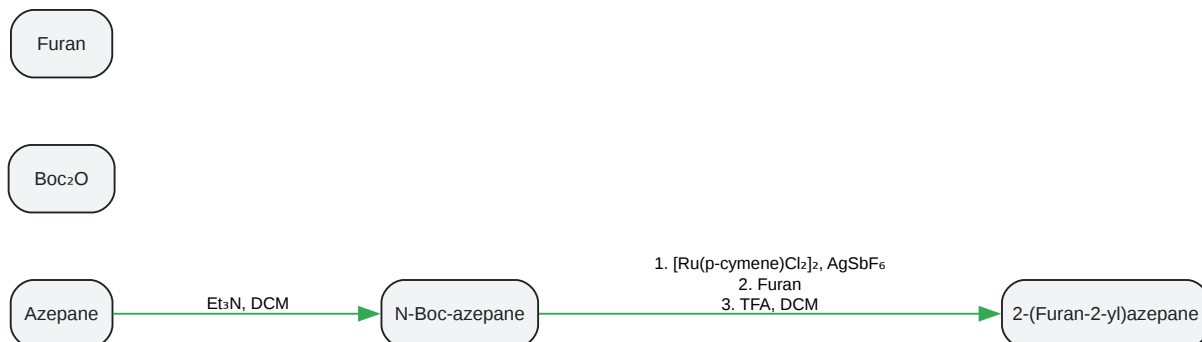 Furan
Boc₂O
1. [Ru(p-cymene)Cl₂]₂, AgSbF₆
2. Furan
3. TFA, DCM
Azepane
Et₃N, DCM
N-Boc-azepane
2-(Furan-2-yl)azepane